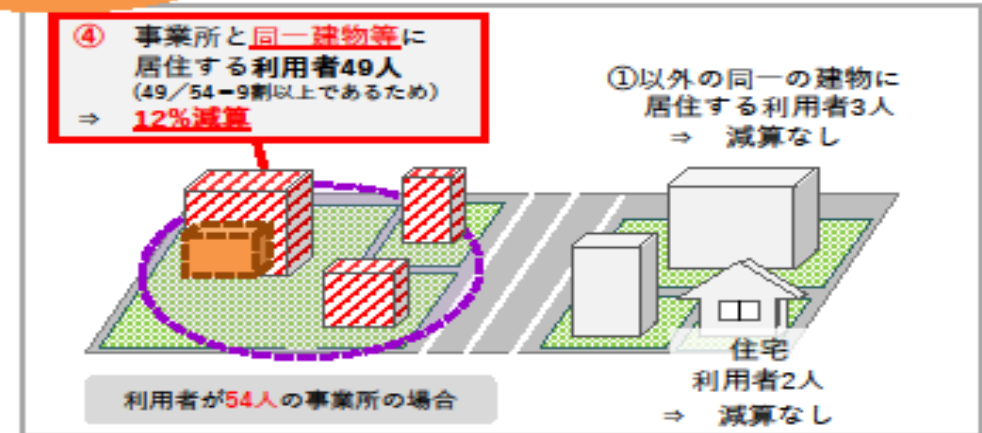 ④ 事業所と同一建物等に
居住する利用者49人
(49／54＝9割以上であるため)
⇒ 12%減算
①以外の同一の建物に
居住する利用者3人
⇒ 減算なし
住宅
利用者2人
⇒ 減算なし
利用者が54人の事業所の場合